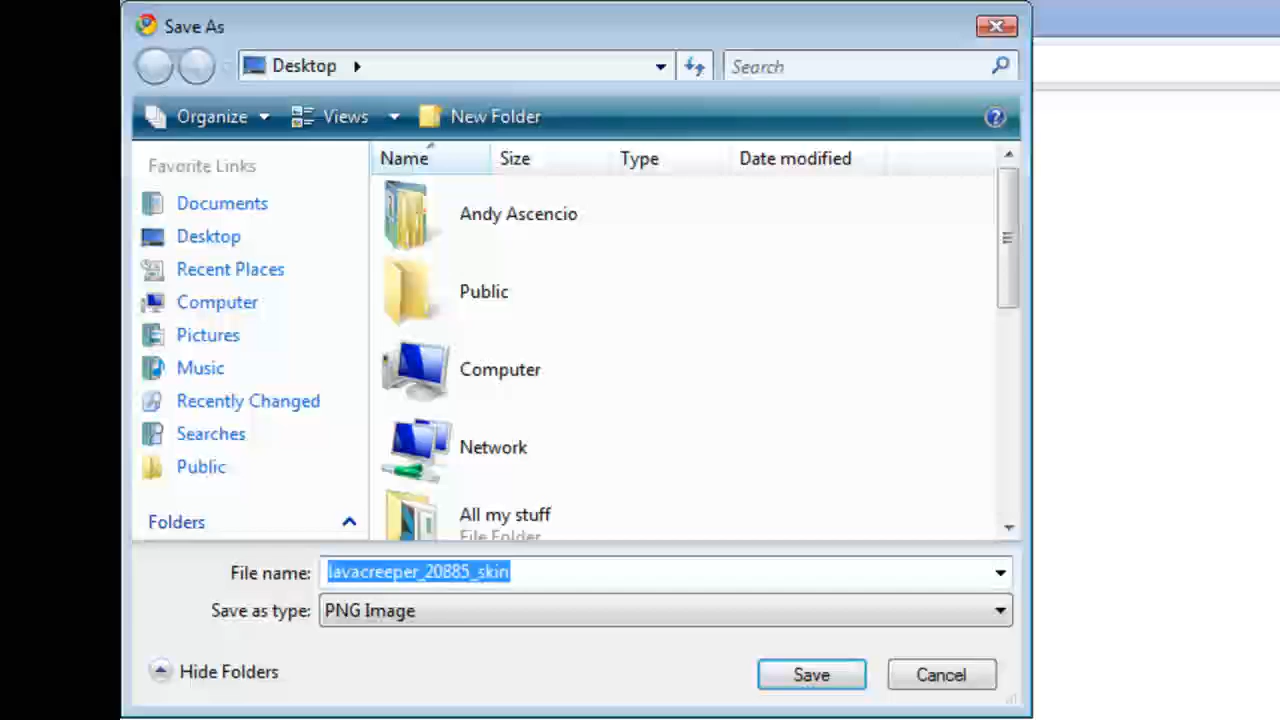 Save As
Desktop
Search
Organize Views New Folder
Favorite Links
Documents
Desktop
Recent Places
Computer
Pictures
Music
Recently Changed
Searches
Public
Folders
Name Size Type Date modified
Andy Ascencio
Public
Computer
Network
All my stuff
File Folder
File name: lavacreeper_20885_skin
Save as type: PNG Image
Hide Folders Save Cancel